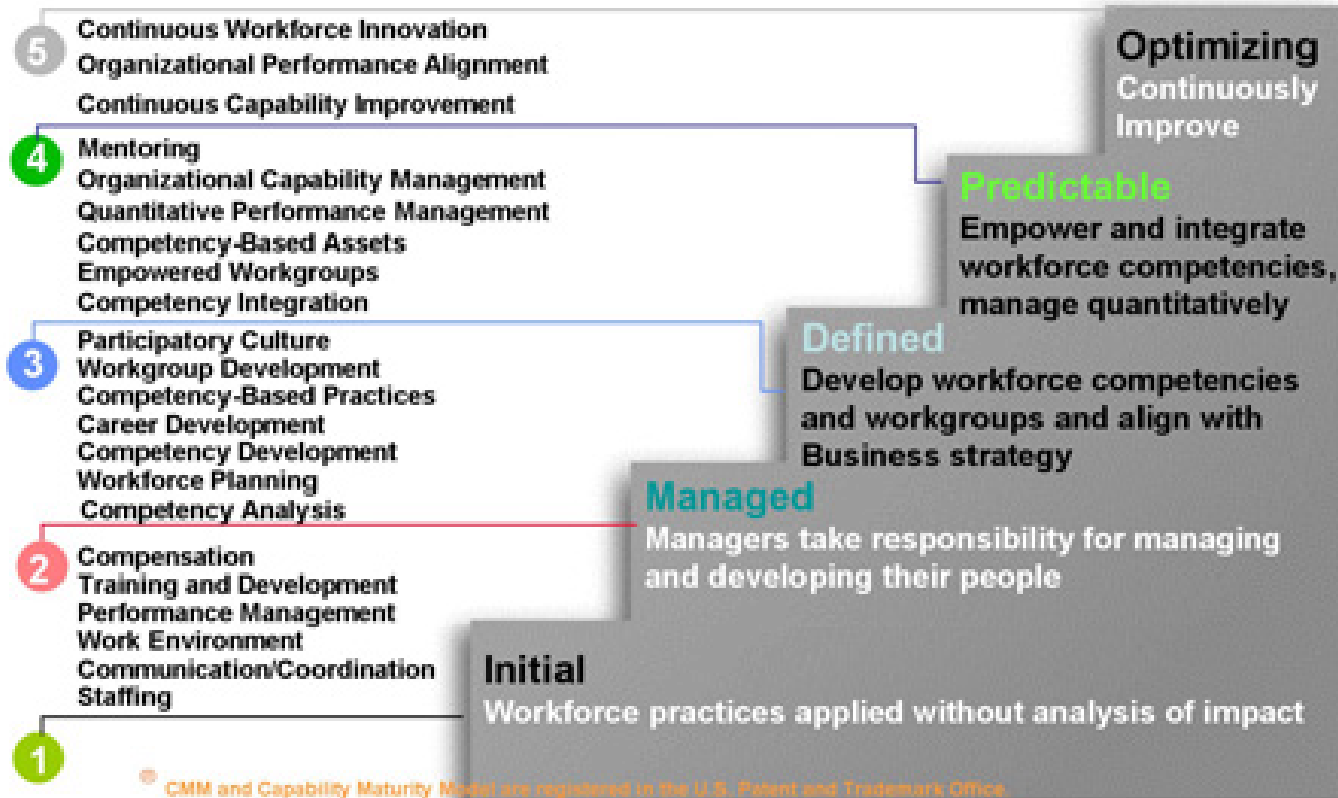 5
Continuous Workforce Innovation
Organizational Performance Alignment
Continuous Capability Improvement
Optimizing
Continuously
Improve
4
Mentoring
Organizational Capability Management
Quantitative Performance Management
Competency-Based Assets
Empowered Workgroups
Competency Integration
Predictable
Empower and integrate
workforce competencies,
manage quantitatively
3
Participatory Culture
Workgroup Development
Competency-Based Practices
Career Development
Competency Development
Workforce Planning
Competency Analysis
Defined
Develop workforce competencies
and workgroups and align with
Business strategy
2
Compensation
Training and Development
Performance Management
Work Environment
Communication/Coordination
Staffing
Managed
Managers take responsibility for managing
and developing their people
1
Initial
Workforce practices applied without analysis of impact
® CMM and Capability Maturity Model are registered in the U.S. Patent and Trademark Office.